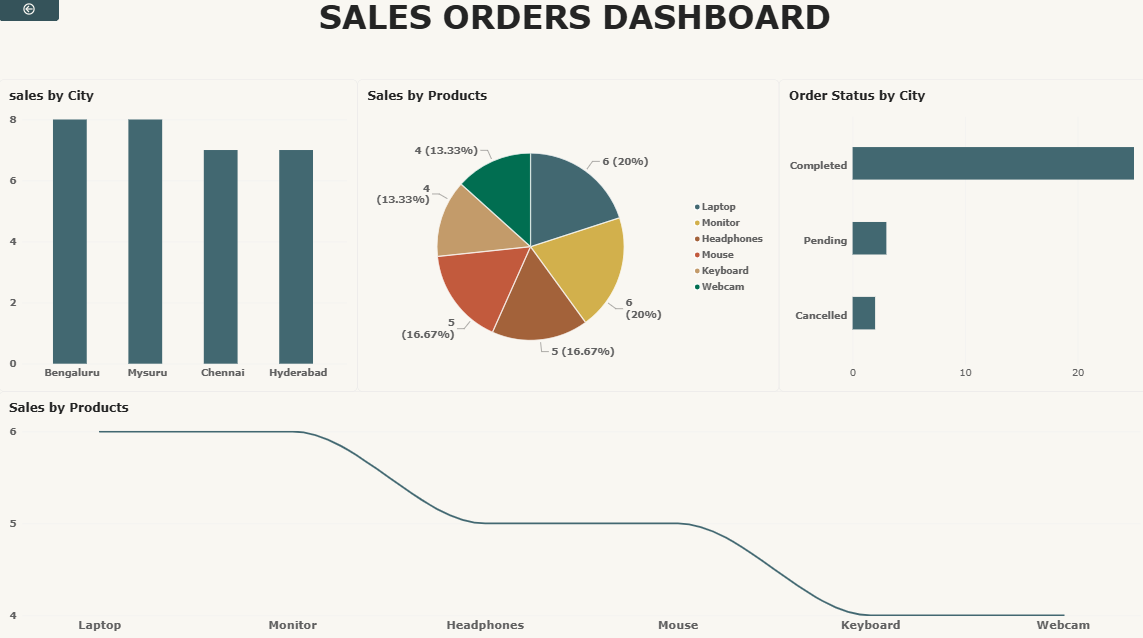 SALES ORDERS DASHBOARD
sales by City
8
6
4
2
0
Bengaluru
Mysuru
Chennai
Hyderabad
Sales by Products
4 (13.33%)
6 (20%)
4
(13.33%)
5
(16.67%)
5 (16.67%)
6
(20%)
Laptop
Monitor
Headphones
Mouse
Keyboard
Webcam
Order Status by City
Completed
Pending
Cancelled
0
10
20
Sales by Products
6
5
4
Laptop
Monitor
Headphones
Mouse
Keyboard
Webcam